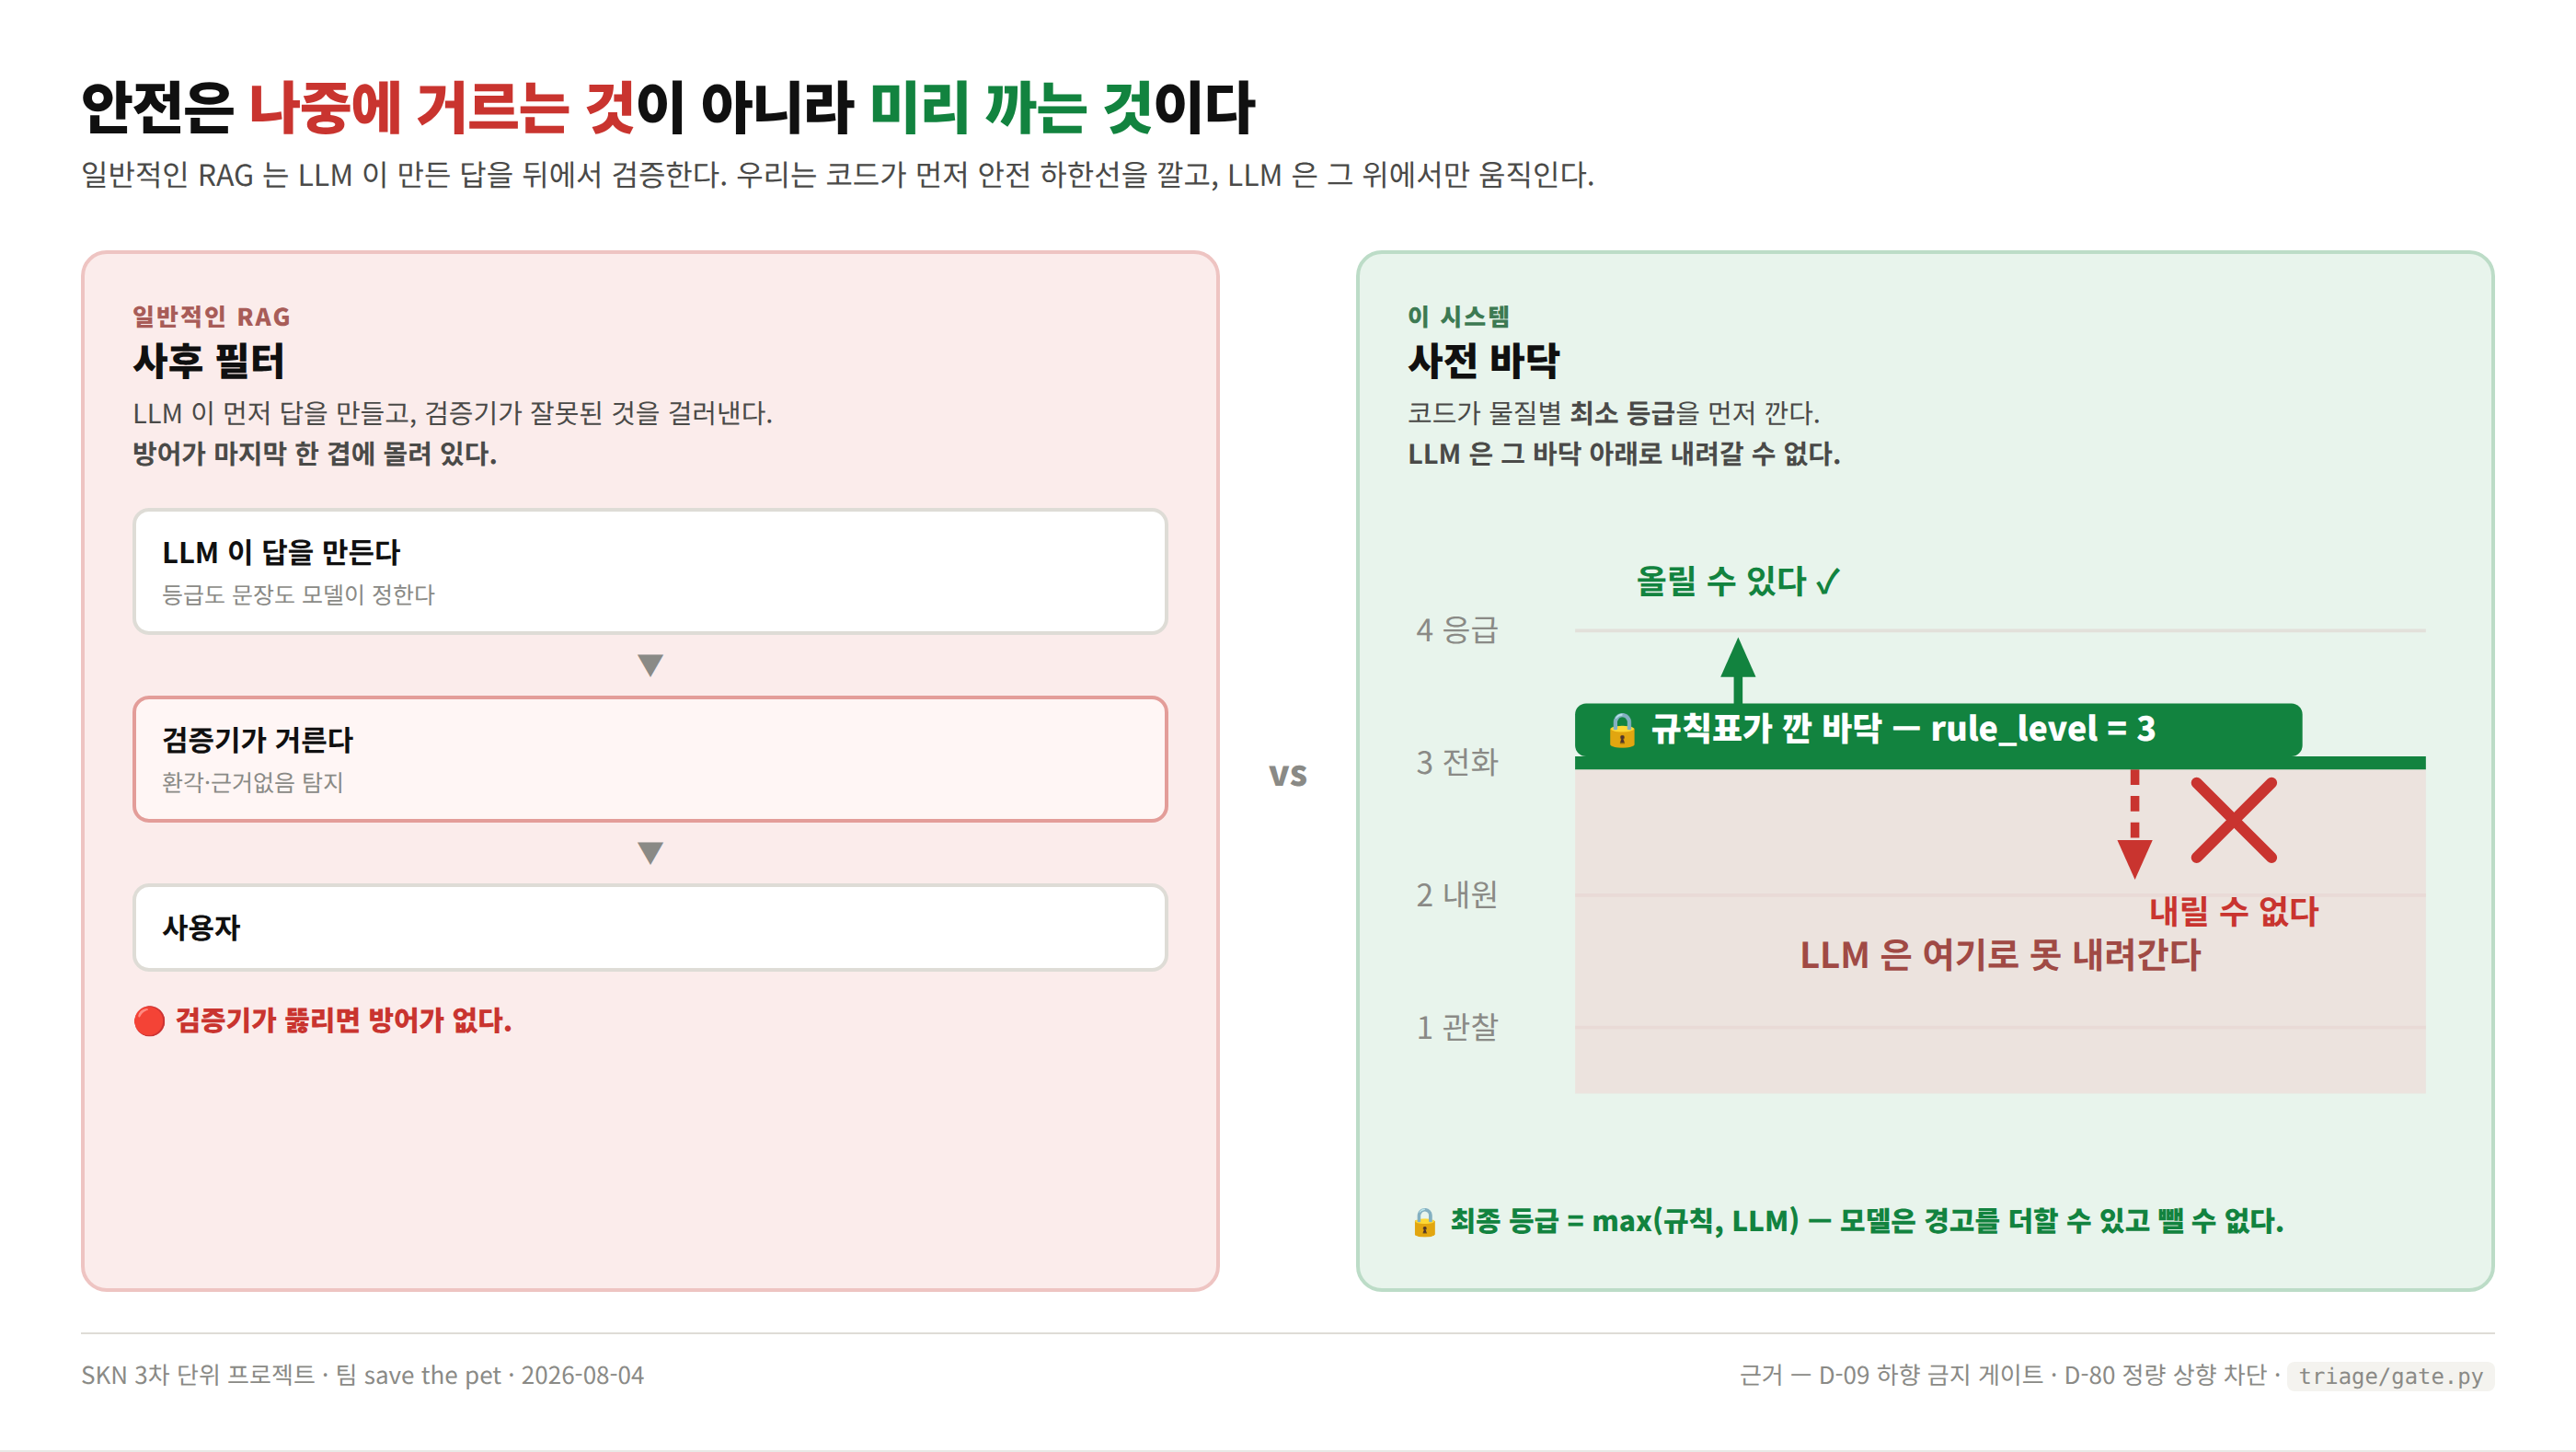 안전은 나중에 거르는 것이 아니라 미리 까는 것이다
일반적인 RAG 는 LLM 이 만든 답을 뒤에서 검증한다. 우리는 코드가 먼저 안전 하한선을 깔고, LLM 은 그 위에서만 움직인다.
일반적인 RAG
사후 필터
LLM 이 먼저 답을 만들고, 검증기가 잘못된 것을 걸러낸다.
방어가 마지막 한 겹에 몰려 있다.
LLM 이 답을 만든다
등급도 문장도 모델이 정한다
▼
검증기가 거른다
환각·근거없음 탐지
▼
사용자
🔴 검증기가 뚫리면 방어가 없다.
vs
이 시스템
사전 바닥
코드가 물질별 최소 등급을 먼저 깐다.
LLM 은 그 바닥 아래로 내려갈 수 없다.
올릴 수 있다 ✓
4 응급
🔒 규칙표가 깐 바닥 — rule_level = 3
3 전화
2 내원
내릴 수 없다
LLM 은 여기로 못 내려간다
1 관찰
🔒 최종 등급 = max(규칙, LLM) — 모델은 경고를 더할 수 있고 뺄 수 없다.
SKN 3차 단위 프로젝트 · 팀 save the pet · 2026-08-04
근거 — D-09 하향 금지 게이트 · D-80 정량 상향 차단 · triage/gate.py